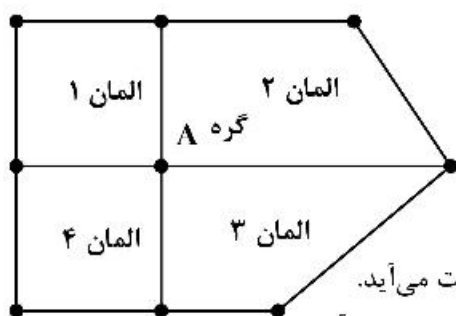 المان ۱
المان ۲
گره A
المان ۴
المان ۳
ت می‌آید.